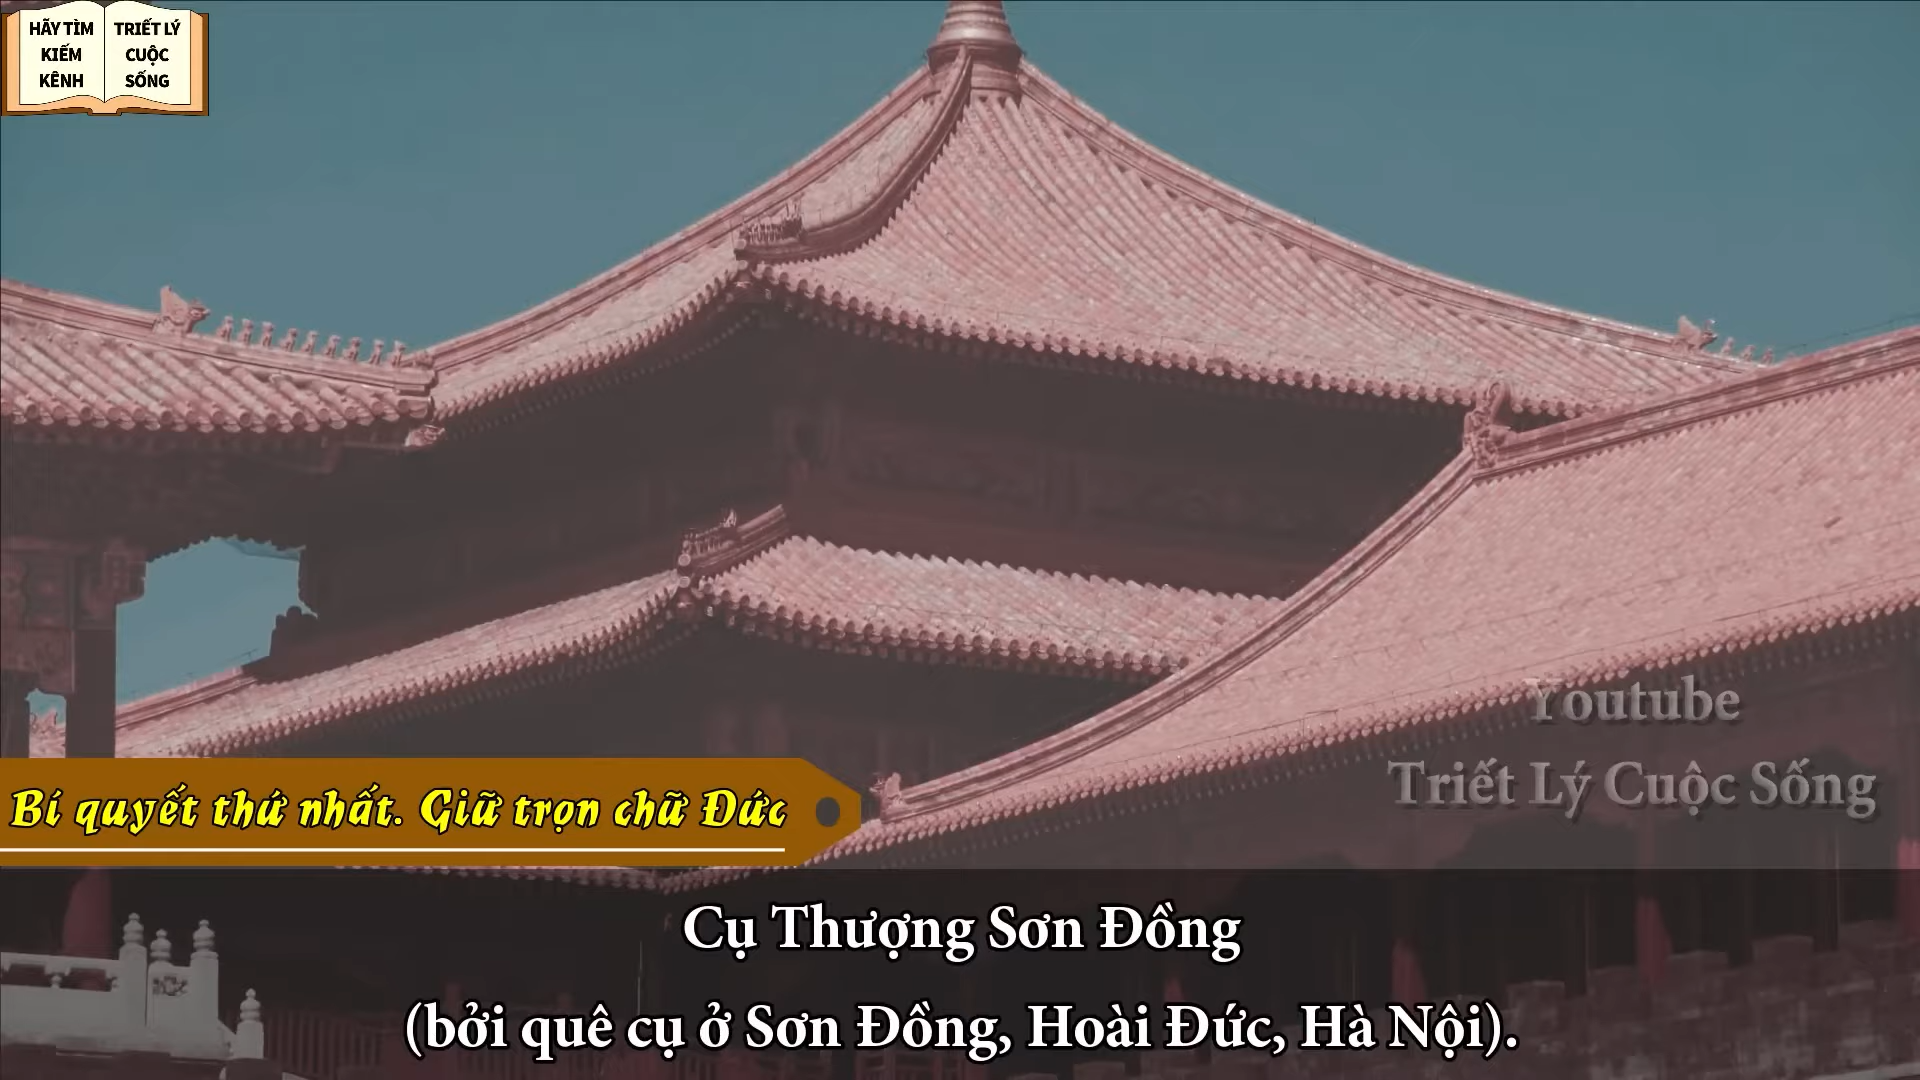 HÃY TÌM
KIẾM
KÊNH
TRIẾT LÝ
CUỘC
SỐNG
Youtube
Triết Lý Cuộc Sống
Bí quyết thứ nhất. Giữ trọn chữ Đức
Cụ Thượng Sơn Đồng
(bởi quê cụ ở Sơn Đồng, Hoài Đức, Hà Nội).